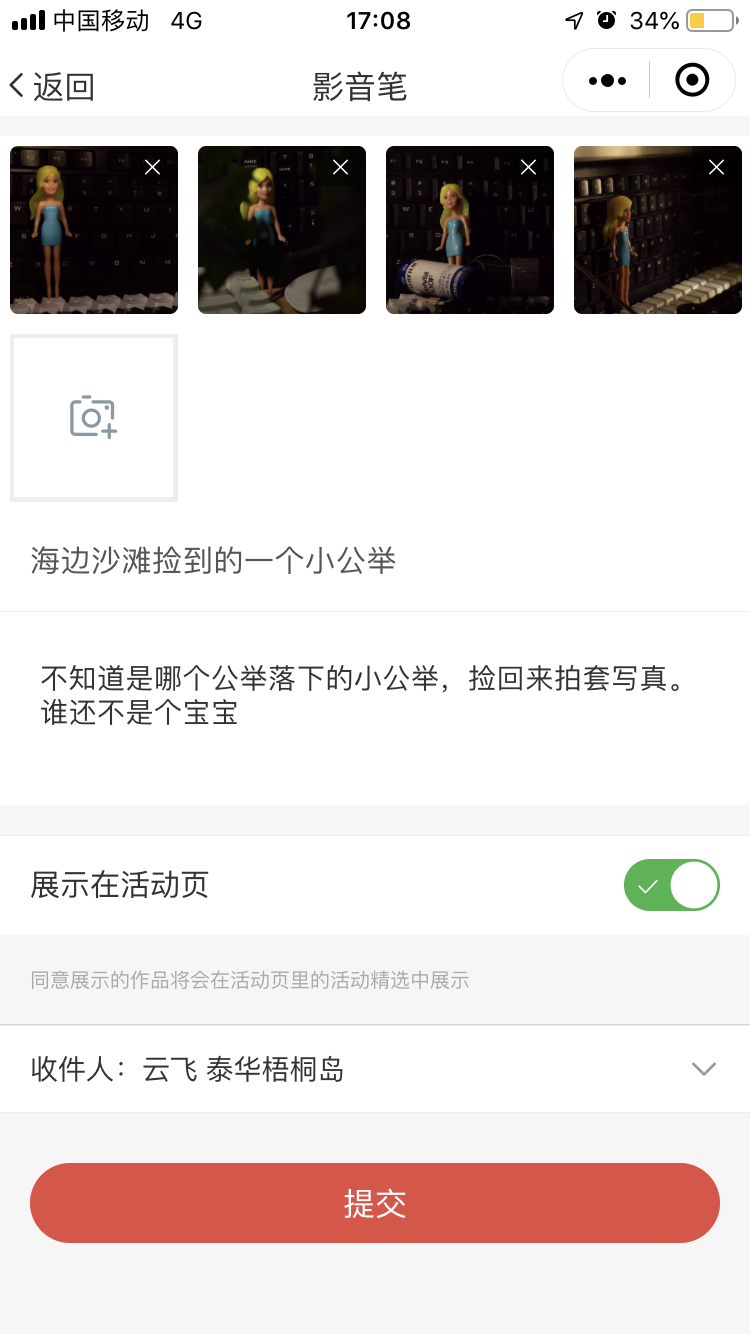 中国移动 4G 17:08 34%
返回 影音笔
海边沙滩捡到的一个小公举
不知道是哪个公举落下的小公举，捡回来拍套写真。
谁还不是个宝宝
展示在活动页
同意展示的作品将会在活动页里的活动精选中展示
收件人：云飞 泰华梧桐岛
提交